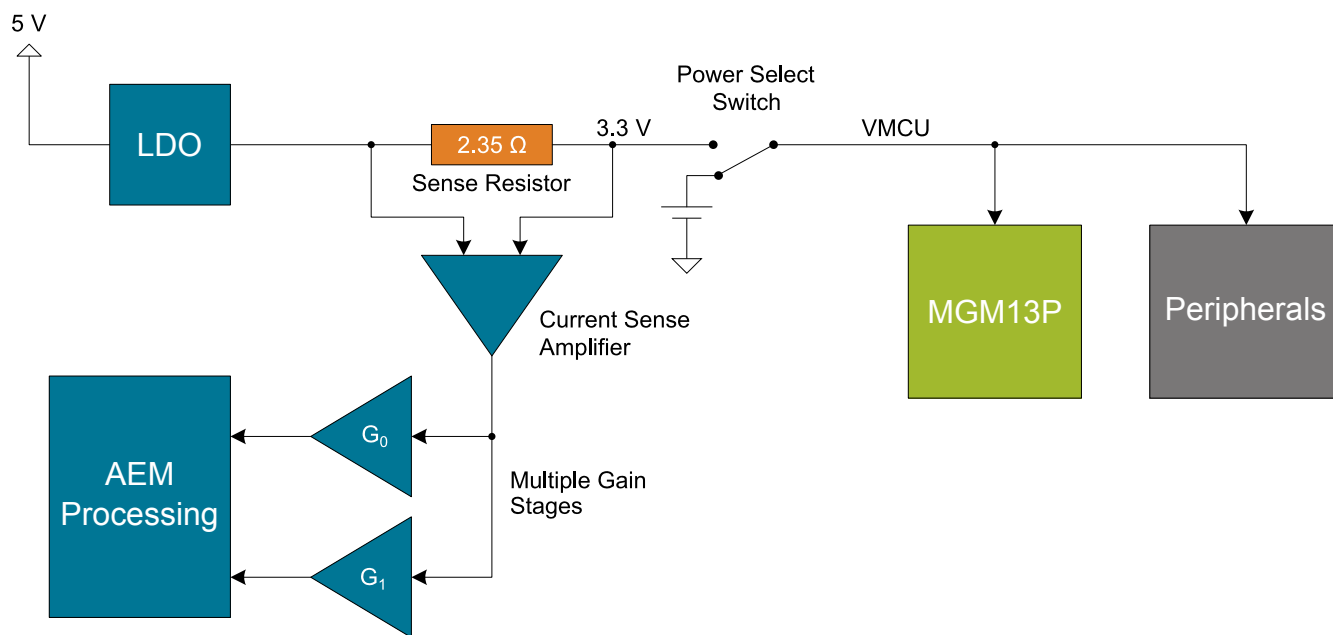 5 V
LDO
2.35 Ω
Sense Resistor
3.3 V
Power Select
Switch
VMCU
MGM13P
Peripherals
Current Sense
Amplifier
AEM
Processing
G₀
Multiple Gain
Stages
G₁